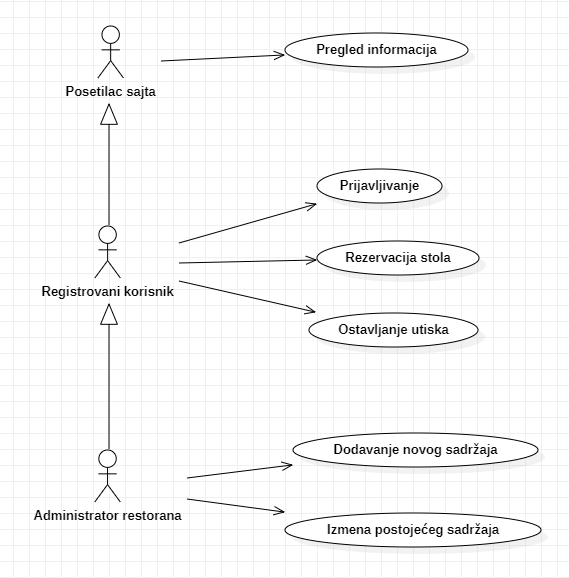 Pregled informacija
Posetilac sajta
Prijavljivanje
Rezervacija stola
Registrovani korisnik
Ostavljanje utiska
Dodavanje novog sadržaja
Administrator restorana
Izmena postojećeg sadržaja